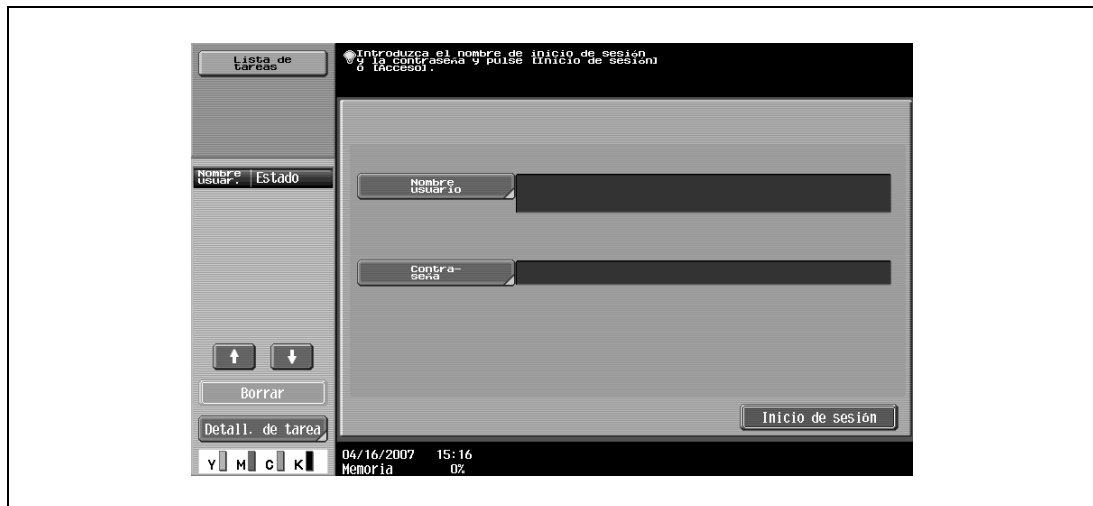 Lista de
tareas
Introduzca el nombre de inicio de sesión
y la contraseña y pulse [Inicio de sesión]
o [Acceso].
Nombre
usuar.
Estado
Nombre
usuario
Contra-
seña
Borrar
Detall. de tarea
Inicio de sesión
Y M C K
04/16/2007 15:16
Memoria 0%